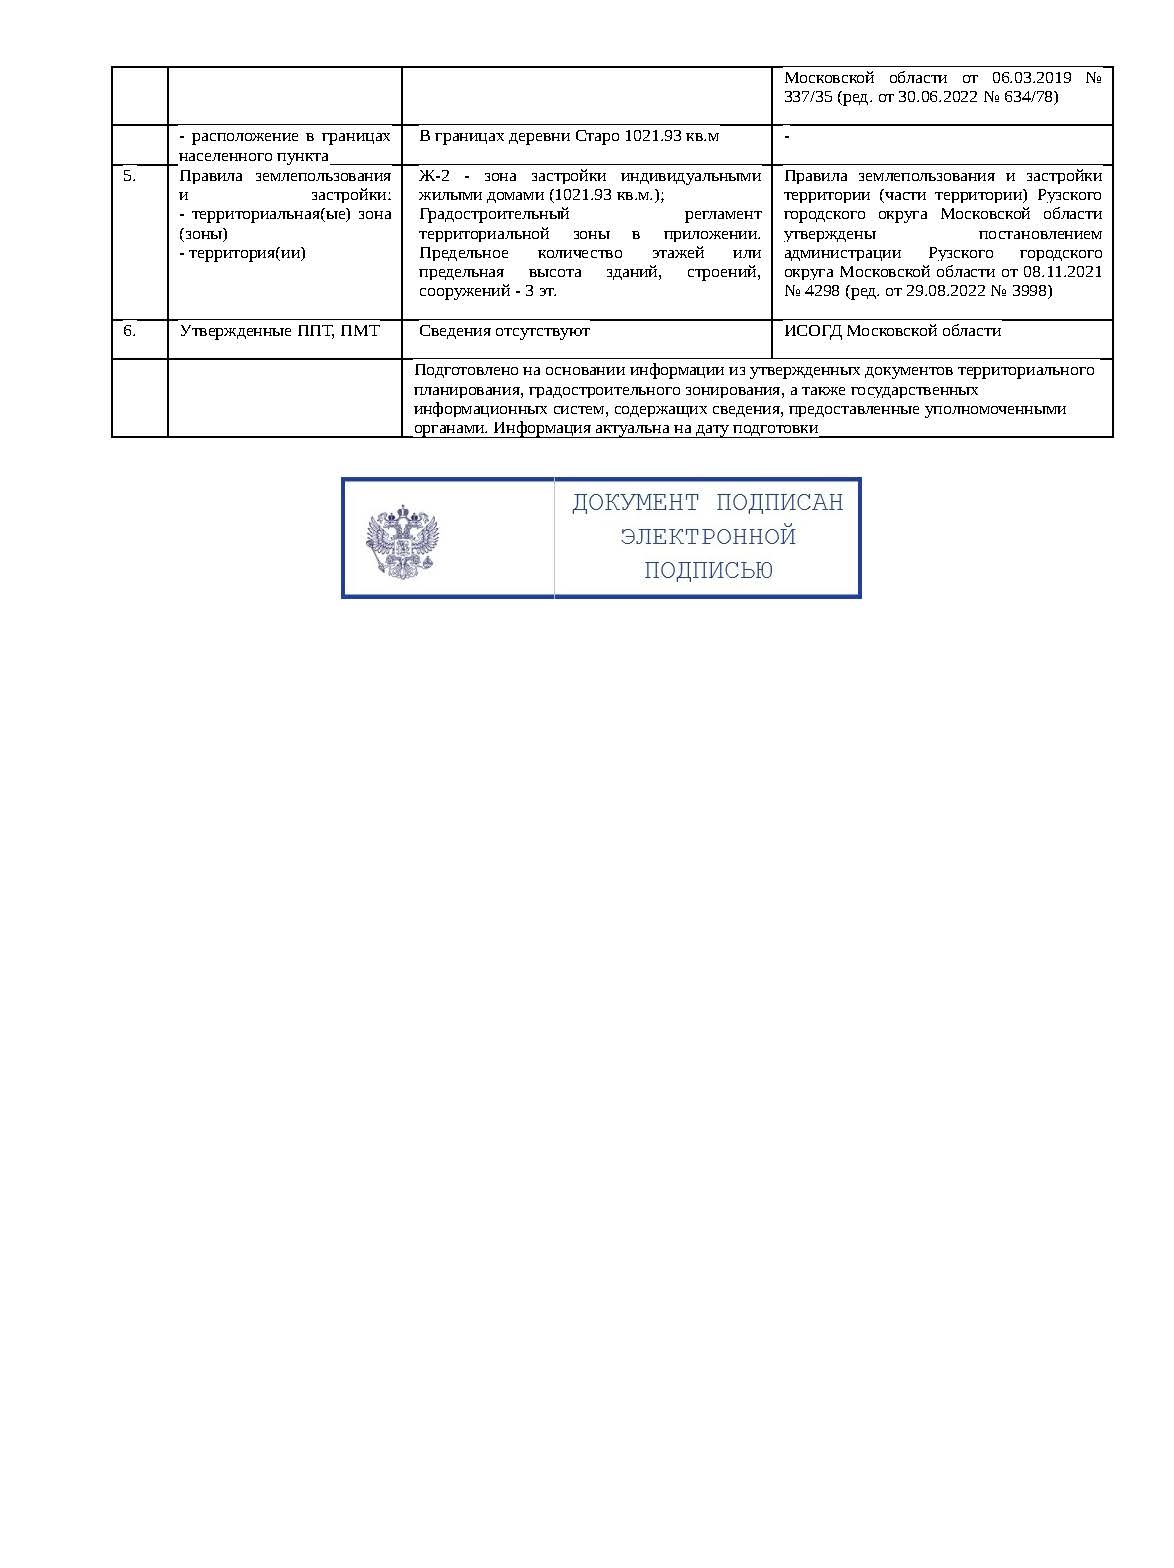 Московской области от 06.03.2019 №
337/35 (ред. от 30.06.2022 № 634/78)
- расположение в границах
населенного пункта
В границах деревни Старо 1021.93 кв.м
-
5.
Правила землепользования
и застройки:
- территориальная(ые) зона
(зоны)
- территория(ии)
Ж-2 - зона застройки индивидуальными
жилыми домами (1021.93 кв.м.);
Градостроительный регламент
территориальной зоны в приложении.
Предельное количество этажей или
предельная высота зданий, строений,
сооружений - 3 эт.
Правила землепользования и застройки
территории (части территории) Рузского
городского округа Московской области
утверждены постановлением
администрации Рузского городского
округа Московской области от 08.11.2021
№ 4298 (ред. от 29.08.2022 № 3998)
6.
Утвержденные ППТ, ПМТ
Сведения отсутствуют
ИСОГД Московской области
Подготовлено на основании информации из утвержденных документов территориального
планирования, градостроительного зонирования, а также государственных
информационных систем, содержащих сведения, предоставленные уполномоченными
органами. Информация актуальна на дату подготовки
ДОКУМЕНТ ПОДПИСАН
ЭЛЕКТРОННОЙ
ПОДПИСЬЮ